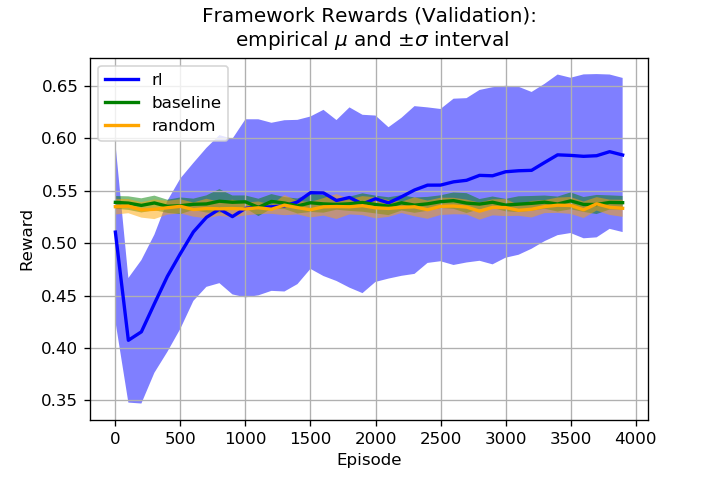 Framework Rewards (Validation):
empirical μ and ±σ interval
rl
baseline
random
Reward
0.65
0.60
0.55
0.50
0.45
0.40
0.35
0 500 1000 1500 2000 2500 3000 3500 4000
Episode